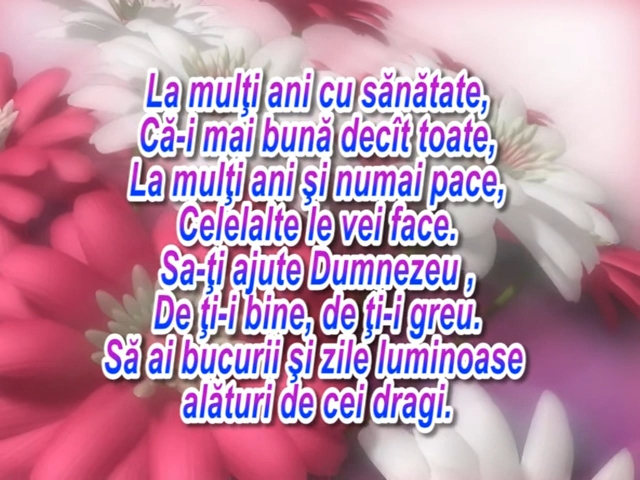 La mulţi ani cu sănătate,
Că-i mai bună decît toate,
La mulţi ani şi numai pace,
Celelalte le vei face.
Sa-ţi ajute Dumnezeu ,
De ţi-i bine, de ţi-i greu.
Să ai bucurii şi zile luminoase
alături de cei dragi.